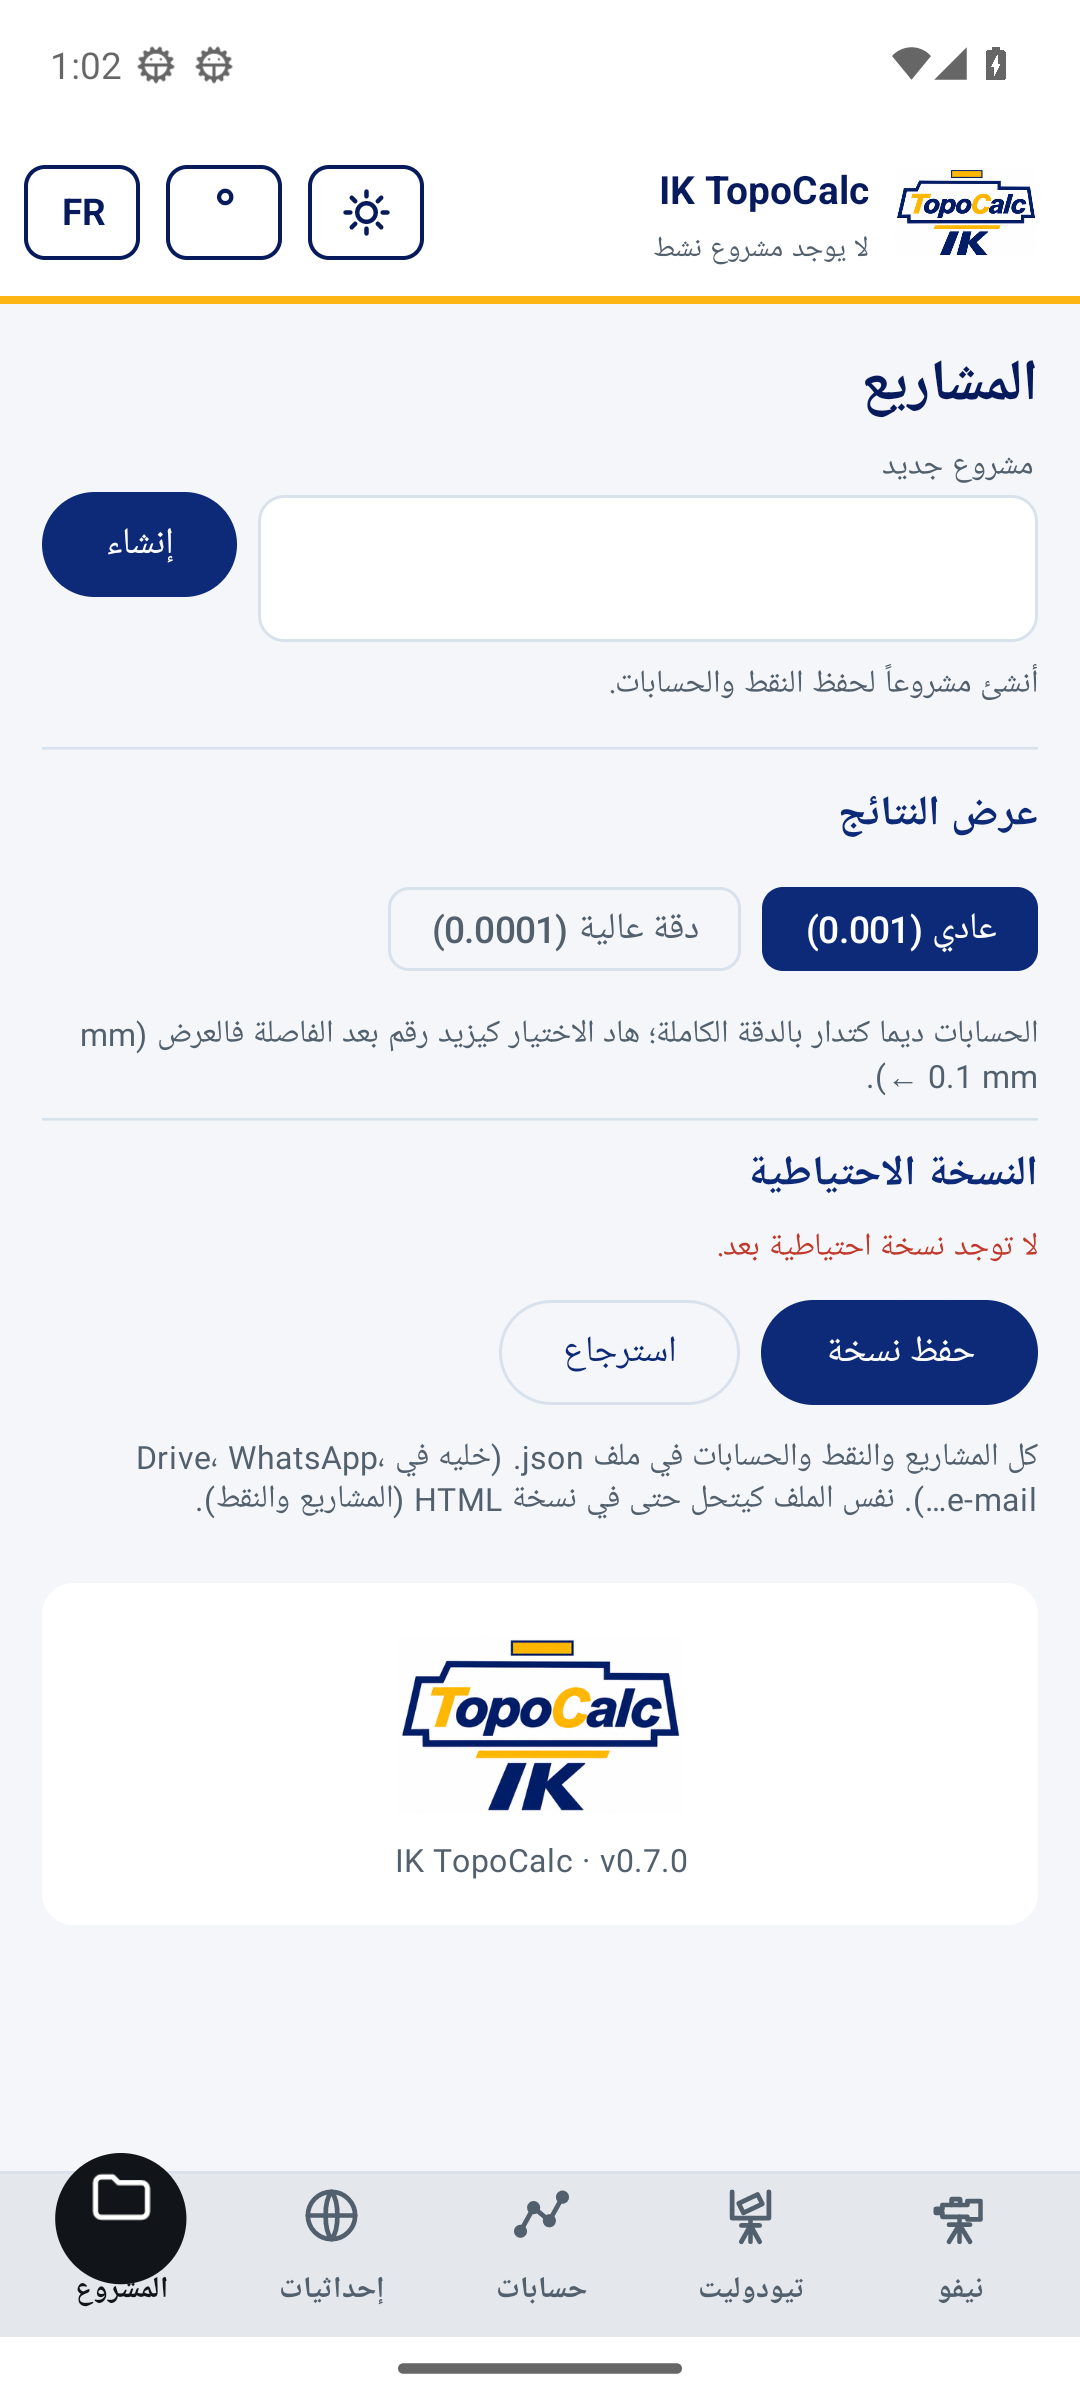 1:02
IK TopoCalc
لا يوجد مشروع نشط
TopoCalc
IK
°
FR
المشاريع
مشروع جديد
إنشاء
أنشئ مشروعاً لحفظ النقط والحسابات.
عرض النتائج
عادي (0.001)
دقة عالية (0.0001)
الحسابات ديما كتدار بالدقة الكاملة؛ هاد الاختيار كيزيد رقم بعد الفاصلة فالعرض (mm
0.1 mm ←).
النسخة الاحتياطية
لا توجد نسخة احتياطية بعد.
حفظ نسخة
استرجاع
كل المشاريع والنقط والحسابات في ملف json. (خليه في Drive، WhatsApp،
e-mail…). نفس الملف كيتحل حتى في نسخة HTML (المشاريع والنقط).
TopoCalc
IK
IK TopoCalc · v0.7.0
نيفو
تيودوليت
حسابات
إحداثيات
المشروع